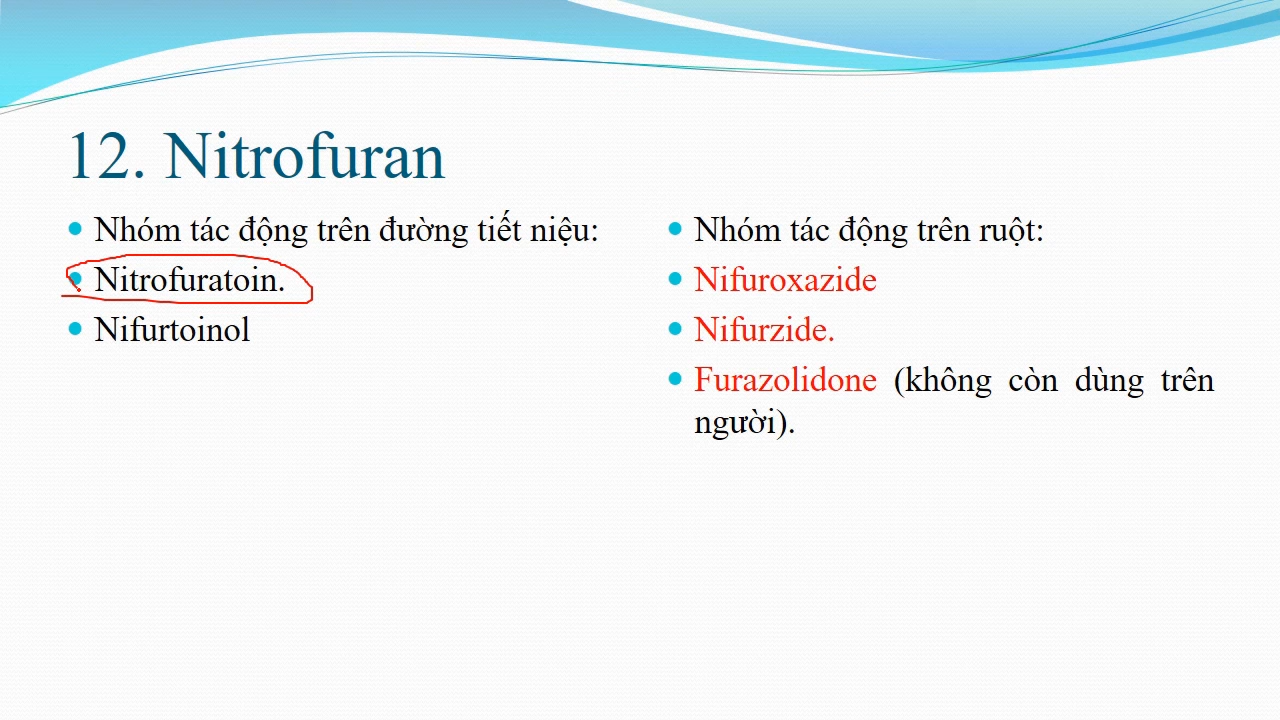 12. Nitrofuran
Nhóm tác động trên đường tiết niệu:
Nitrofuratoin.
Nifurtoinol
Nhóm tác động trên ruột:
Nifuroxazide
Nifurzide.
Furazolidone (không còn dùng trên
người).